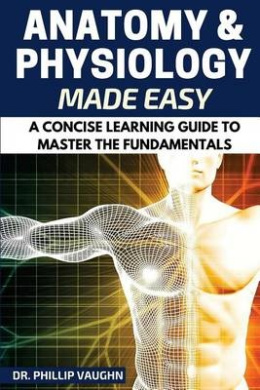 ANATOMY &
PHYSIOLOGY
MADE EASY
A CONCISE LEARNING GUIDE TO
MASTER THE FUNDAMENTALS
DR. PHILLIP VAUGHN